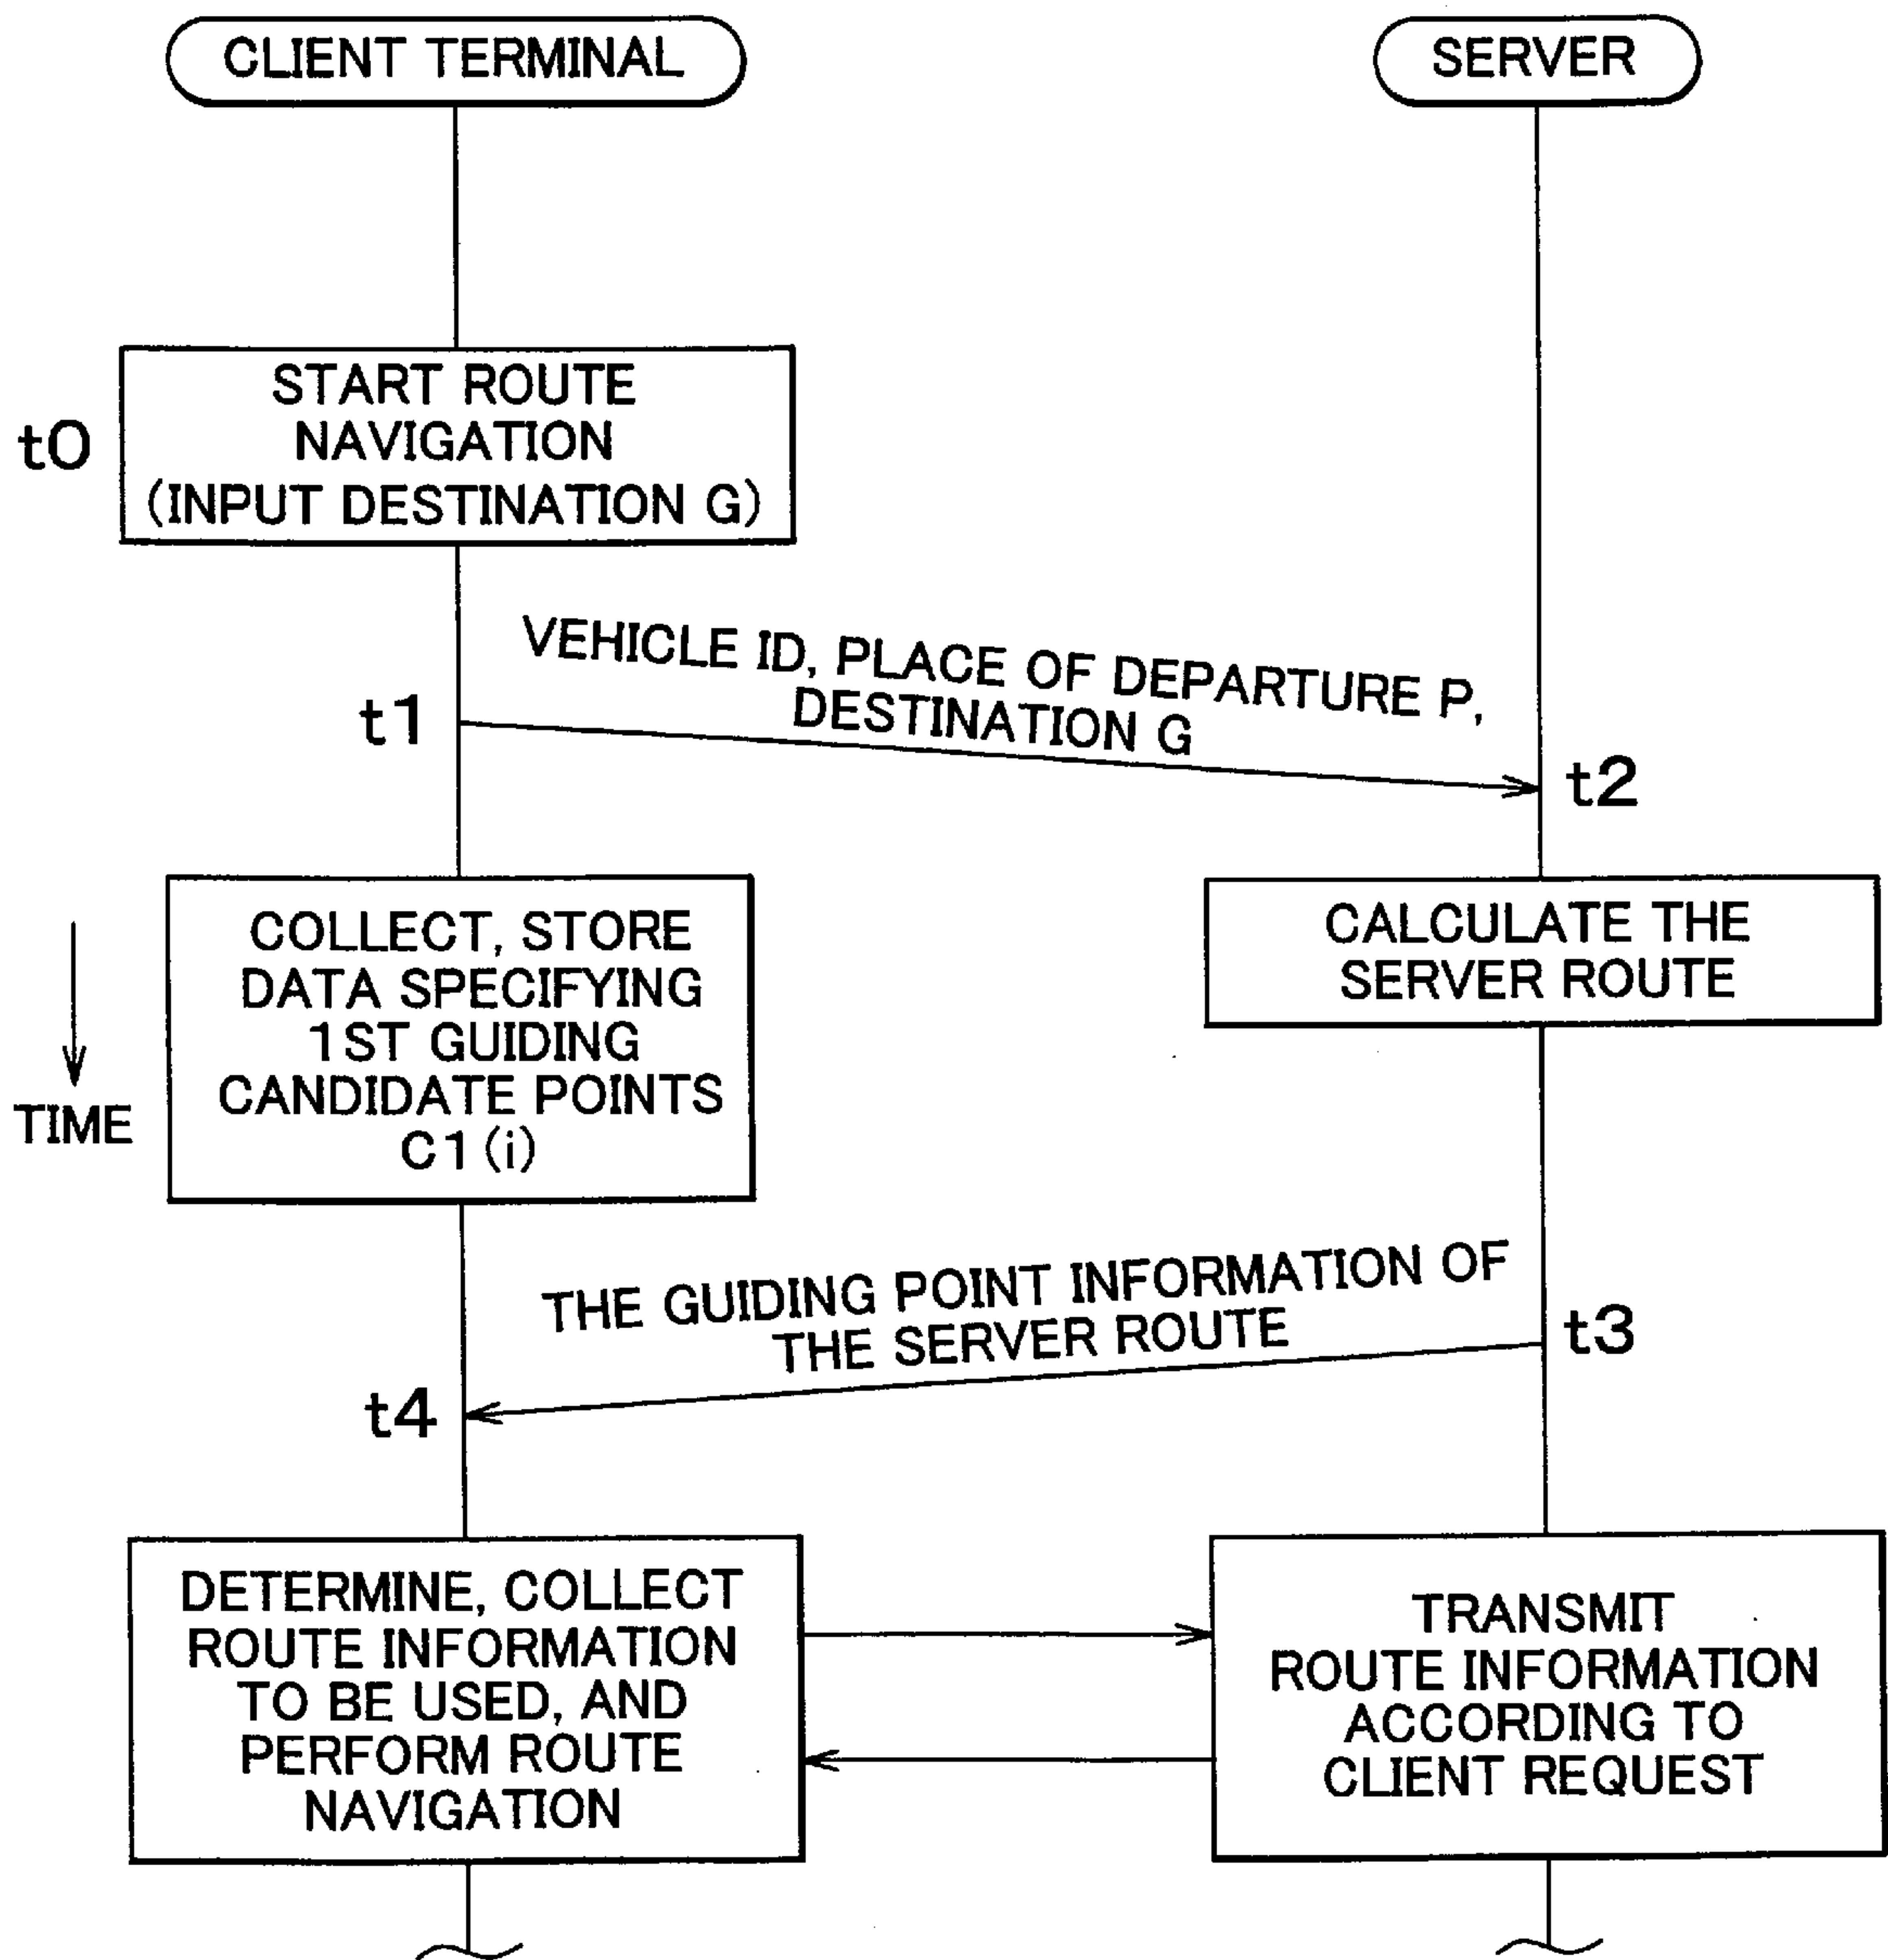 CLIENT TERMINAL
SERVER
START ROUTE
NAVIGATION
(INPUT DESTINATION G)
t0
VEHICLE ID, PLACE OF DEPARTURE P,
DESTINATION G
t1
t2
COLLECT, STORE
DATA SPECIFYING
1ST GUIDING
CANDIDATE POINTS
C1(i)
CALCULATE THE
SERVER ROUTE
TIME
THE GUIDING POINT INFORMATION OF
THE SERVER ROUTE
t3
t4
DETERMINE, COLLECT
ROUTE INFORMATION
TO BE USED, AND
PERFORM ROUTE
NAVIGATION
TRANSMIT
ROUTE INFORMATION
ACCORDING TO
CLIENT REQUEST